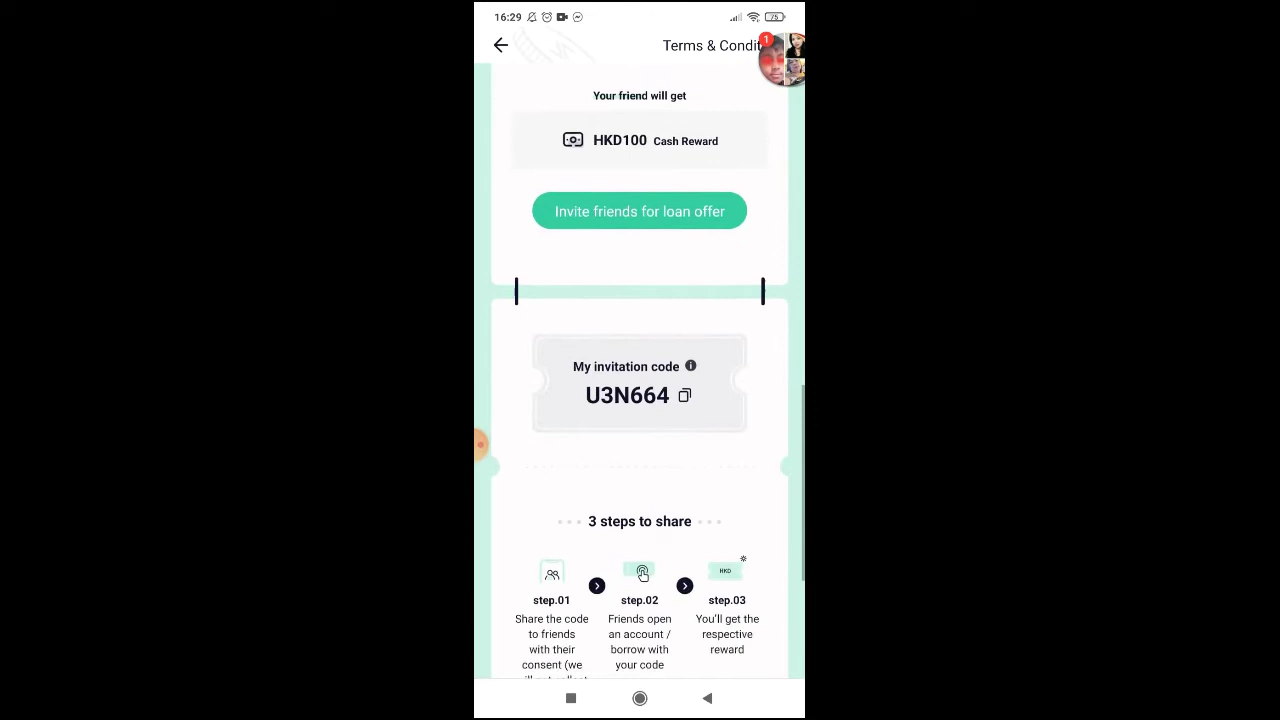 16:29
75
Terms & Condit
1
Your friend will get
HKD100 Cash Reward
Invite friends for loan offer
My invitation code
U3N664
3 steps to share
HKD
step.01
step.02
step.03
Share the code
to friends
with their
consent (we
Friends open
an account /
borrow with
your code
You'll get the
respective
reward